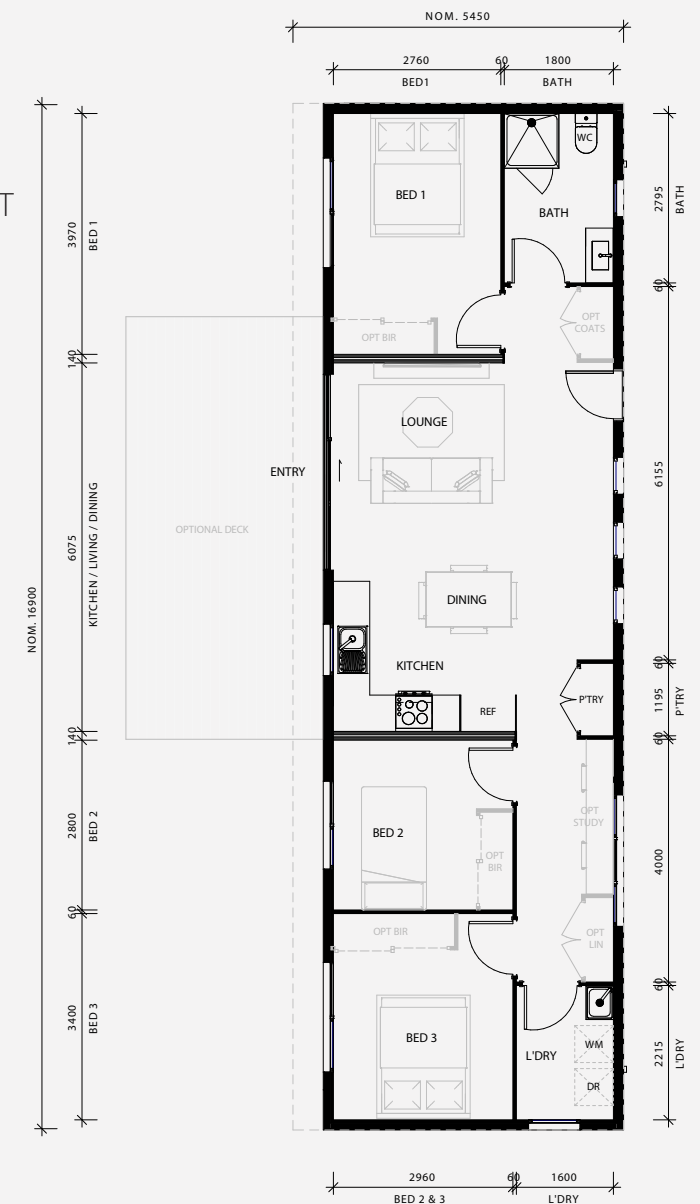 NOM. 5450
2760 60 1800
BED1 BATH
T
WC
BED 1
BATH
OPT
COATS
OPT BIR
LOUNGE
ENTRY
OPTIONAL DECK
DINING
KITCHEN
REF
P'TRY
BED 2
OPT
BIR
OPT
STUDY
OPT BIR
OPT
LIN
BED 3
L'DRY
WM
DR
NOM. 16900
3970
BED 1
140
6075
KITCHEN / LIVING / DINING
140
2800
BED 2
60
3400
BED 3
2795
BATH
60
6155
60
1195
P'TRY
60
4000
60
2215
L'DRY
2960 60 1600
BED 2 & 3 L'DRY